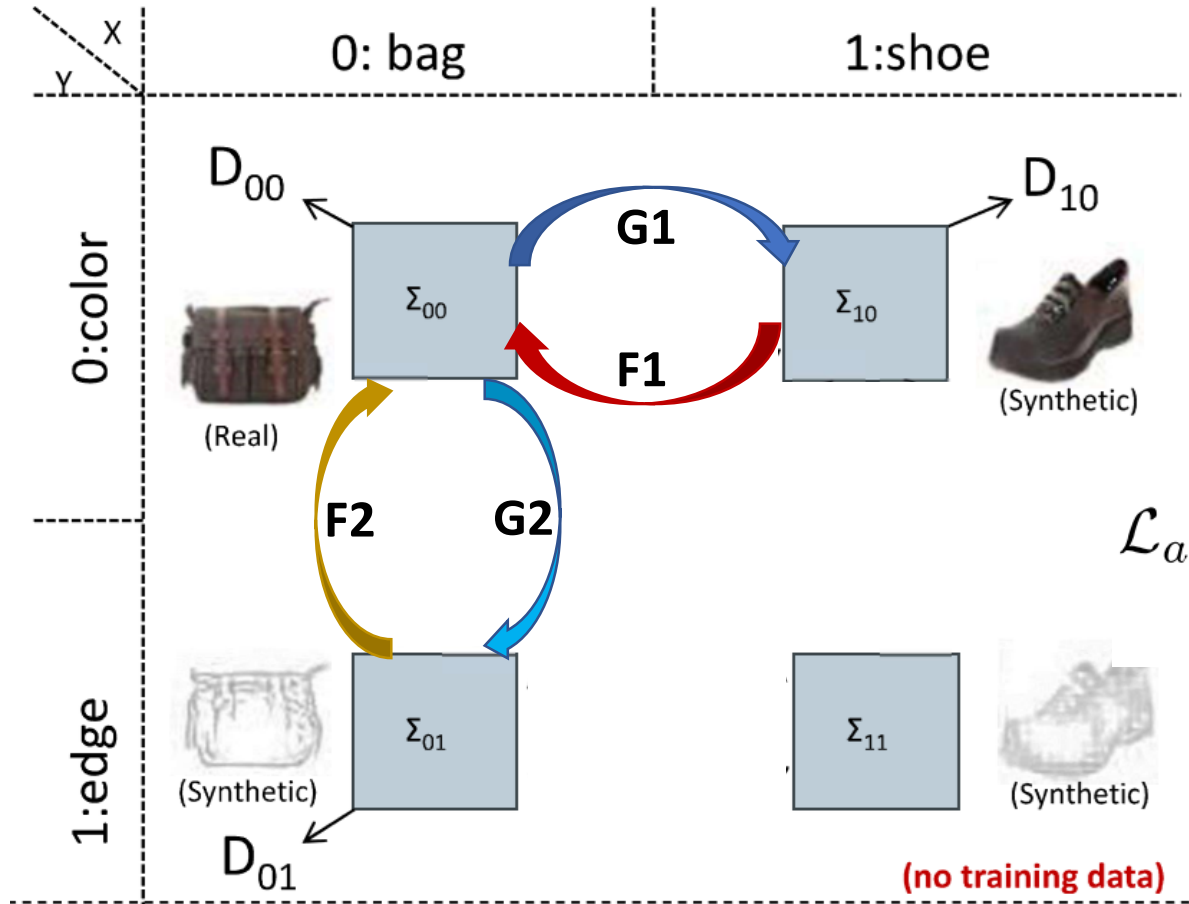 X
Y
0: bag
1:shoe
0:color
1:edge
D₀₀
D₁₀
G1
Σ₀₀
Σ₁₀
F1
(Real)
(Synthetic)
F2
G2
ℒₐ
Σ₀₁
Σ₁₁
(Synthetic)
(Synthetic)
D₀₁
(no training data)